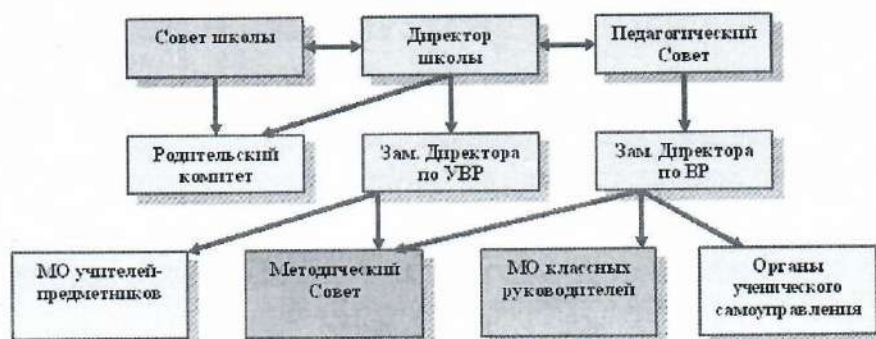 Совет школы
Директор
школы
Педагогический
Совет
Родительский
комитет
Зам. Директора
по УВР
Зам. Директора
по ВР
МО учителей-
предметников
Методический
Совет
МО классных
руководителей
Органы
ученического
самоуправления